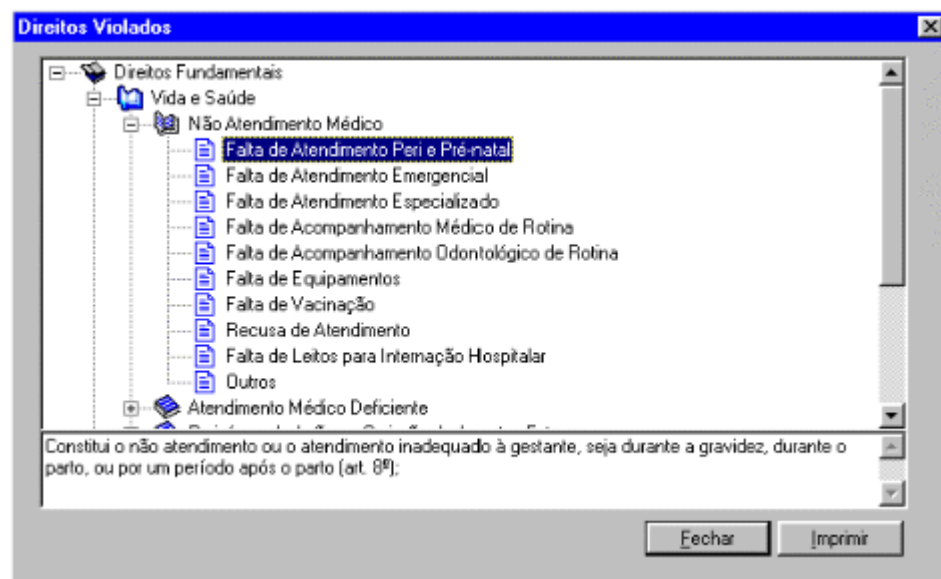 Direitos Violados
Direitos Fundamentais
Vida e Saúde
Não Atendimento Médico
Falta de Atendimento Peri e Pré-natal
Falta de Atendimento Emergencial
Falta de Atendimento Especializado
Falta de Acompanhamento Médico de Rotina
Falta de Acompanhamento Odontológico de Rotina
Falta de Equipamentos
Falta de Vacinação
Recusa de Atendimento
Falta de Leitos para Internação Hospitalar
Outros
Atendimento Médico Deficiente
Constitui o não atendimento ou o atendimento inadequado à gestante, seja durante a gravidez, durante o
parto, ou por um período após o parto (art. 8º);
Fechar Imprimir